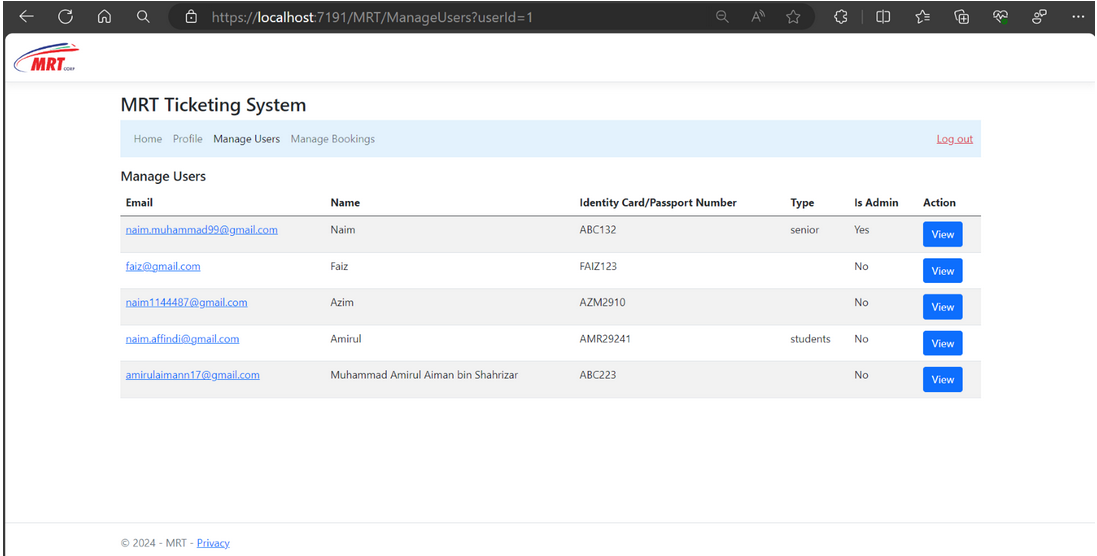 https://localhost:7191/MRT/ManageUsers?userId=1
MRT CORP
MRT Ticketing System
Home Profile Manage Users Manage Bookings Log out
Manage Users
Email Name Identity Card/Passport Number Type Is Admin Action
naim.muhammad99@gmail.com Naim ABC132 senior Yes View
faiz@gmail.com Faiz FAIZ123 No View
naim1144487@gmail.com Azim AZM2910 No View
naim.affindi@gmail.com Amirul AMR29241 students No View
amirulaimann17@gmail.com Muhammad Amirul Aiman bin Shahrizar ABC223 No View
© 2024 - MRT - Privacy